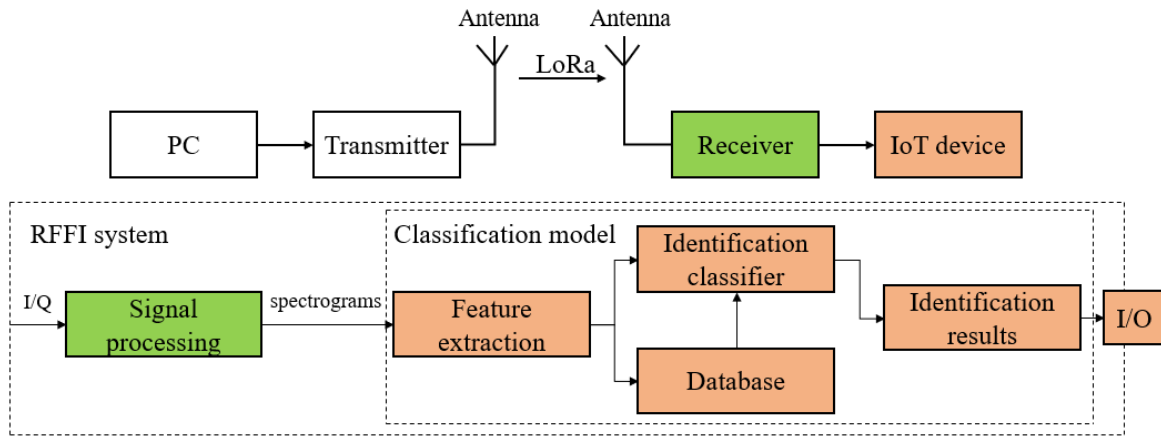 Antenna
Antenna
LoRa
PC
Transmitter
Receiver
IoT device
RFFI system
Classification model
Identification
classifier
I/Q
Signal
processing
spectrograms
Feature
extraction
Identification
results
I/O
Database